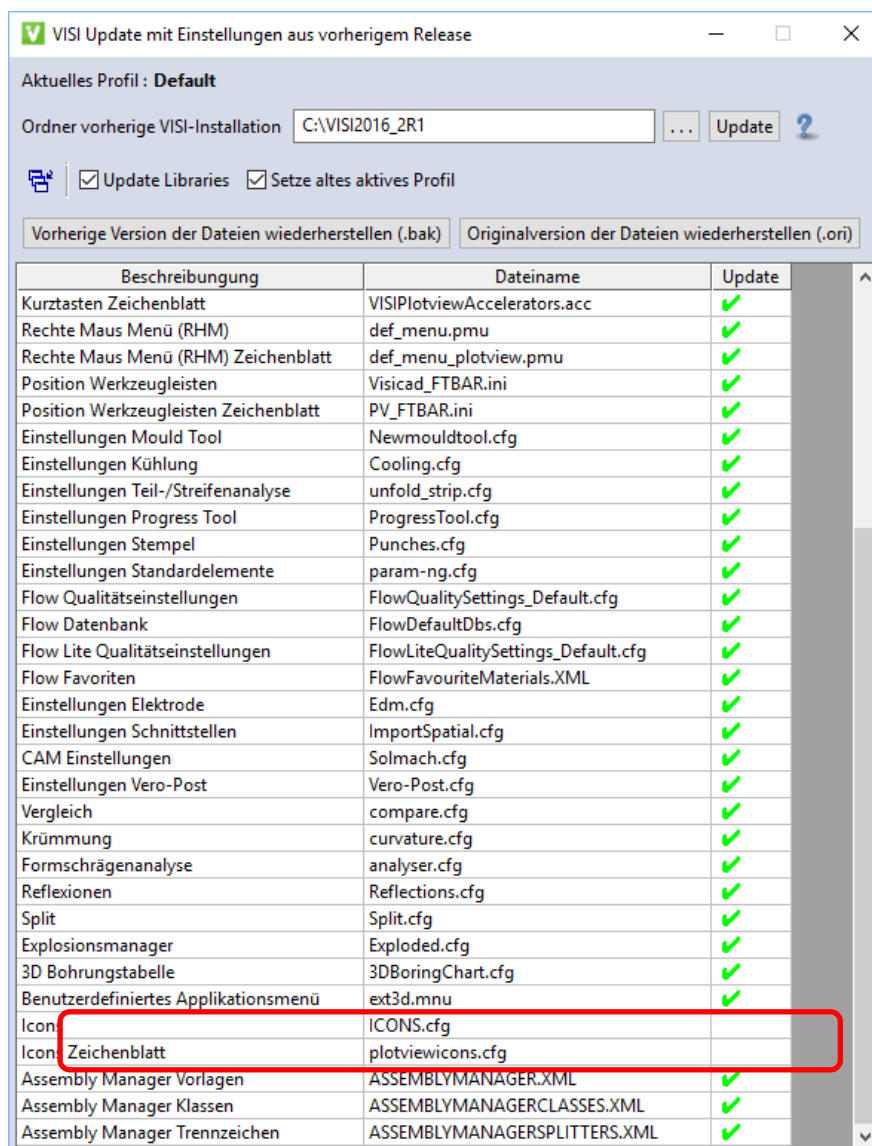 VISI Update mit Einstellungen aus vorherigem Release
Aktuelles Profil : Default
Ordner vorherige VISI-Installation C:\VISI2016_2R1 ... Update ?
Update Libraries Setze altes aktives Profil
Vorherige Version der Dateien wiederherstellen (.bak) Originalversion der Dateien wiederherstellen (.ori)
Beschreibungung Dateiname Update
Kurztasten Zeichenblatt VISIPlotviewAccelerators.acc
Rechte Maus Menü (RHM) def_menu.pmu
Rechte Maus Menü (RHM) Zeichenblatt def_menu_plotview.pmu
Position Werkzeugleisten Visicad_FTBAR.ini
Position Werkzeugleisten Zeichenblatt PV_FTBAR.ini
Einstellungen Mould Tool Newmouldtool.cfg
Einstellungen Kühlung Cooling.cfg
Einstellungen Teil-/Streifenanalyse unfold_strip.cfg
Einstellungen Progress Tool ProgressTool.cfg
Einstellungen Stempel Punches.cfg
Einstellungen Standardelemente param-ng.cfg
Flow Qualitätseinstellungen FlowQualitySettings_Default.cfg
Flow Datenbank FlowDefaultDbs.cfg
Flow Lite Qualitätseinstellungen FlowLiteQualitySettings_Default.cfg
Flow Favoriten FlowFavouriteMaterials.XML
Einstellungen Elektrode Edm.cfg
Einstellungen Schnittstellen ImportSpatial.cfg
CAM Einstellungen Solmach.cfg
Einstellungen Vero-Post Vero-Post.cfg
Vergleich compare.cfg
Krümmung curvature.cfg
Formschrägenanalyse analyser.cfg
Reflexionen Reflections.cfg
Split Split.cfg
Explosionsmanager Exploded.cfg
3D Bohrungstabelle 3DBoringChart.cfg
Benutzerdefiniertes Applikationsmenü ext3d.mnu
Icons ICONS.cfg
Icons Zeichenblatt plotviewicons.cfg
Assembly Manager Vorlagen ASSEMBLYMANAGER.XML
Assembly Manager Klassen ASSEMBLYMANAGERCLASSES.XML
Assembly Manager Trennzeichen ASSEMBLYMANAGERSPLITTERS.XML